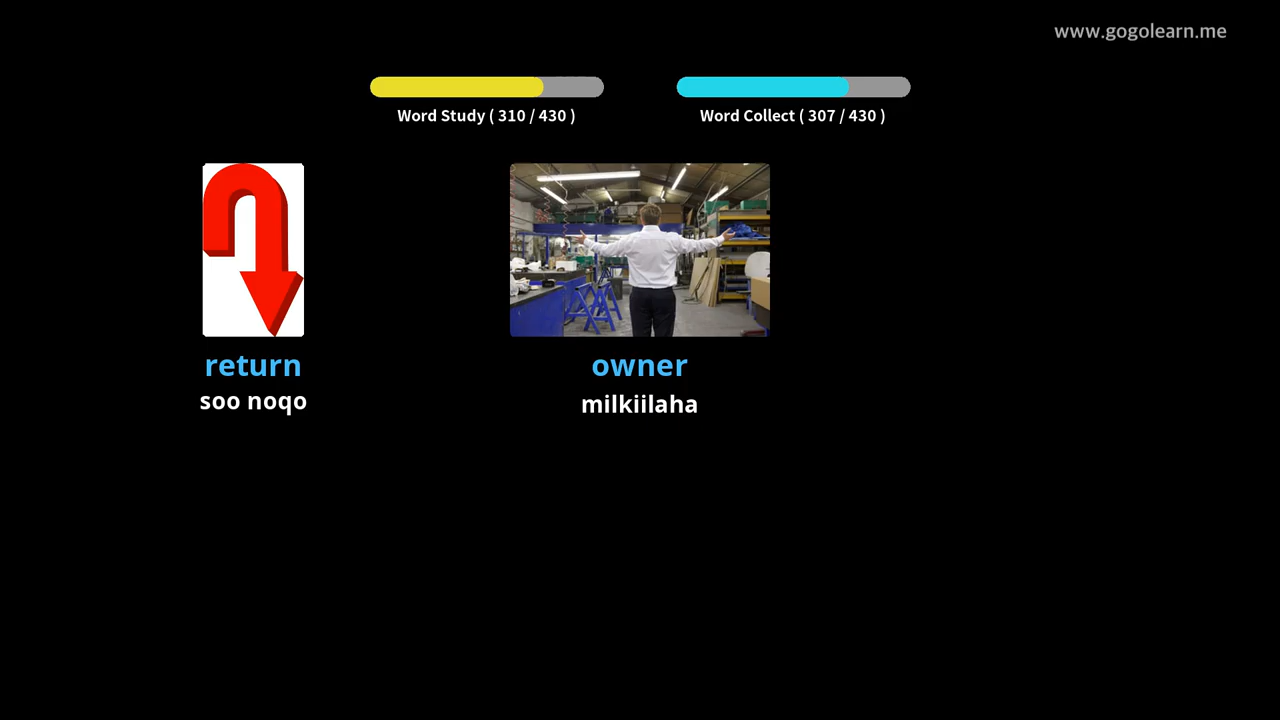 www.gogolearn.me
Word Study ( 310 / 430 )
Word Collect ( 307 / 430 )
return
soo noqo
owner
milkiilaha